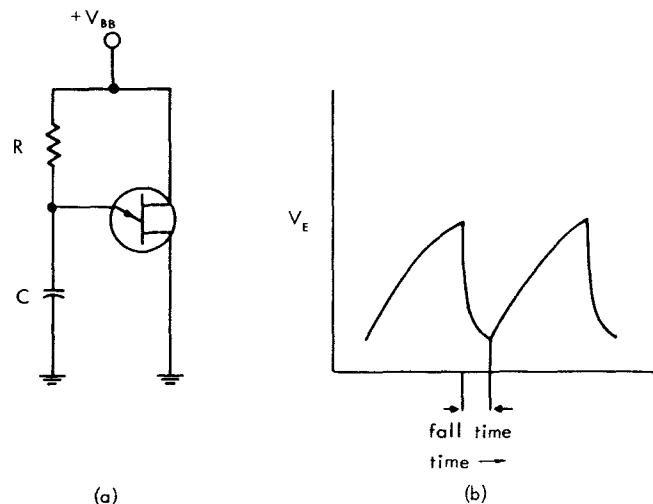 + V_BB
R
C
(a)
V_E
fall time
time →
(b)